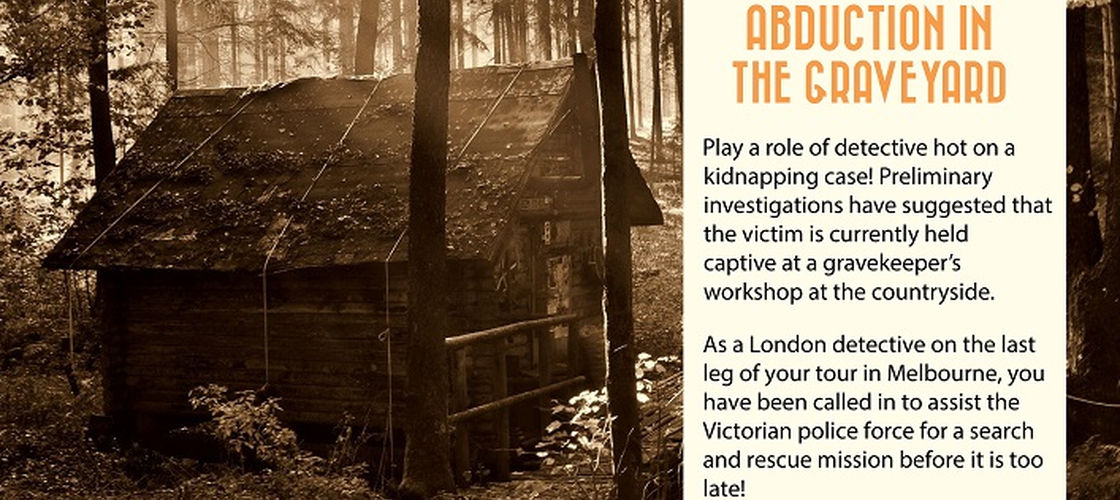 ABDUCTION IN
THE GRAVEYARD
Play a role of detective hot on a
kidnapping case! Preliminary
investigations have suggested that
the victim is currently held
captive at a gravekeeper's
workshop at the countryside.
As a London detective on the last
leg of your tour in Melbourne, you
have been called in to assist the
Victorian police force for a search
and rescue mission before it is too
late!